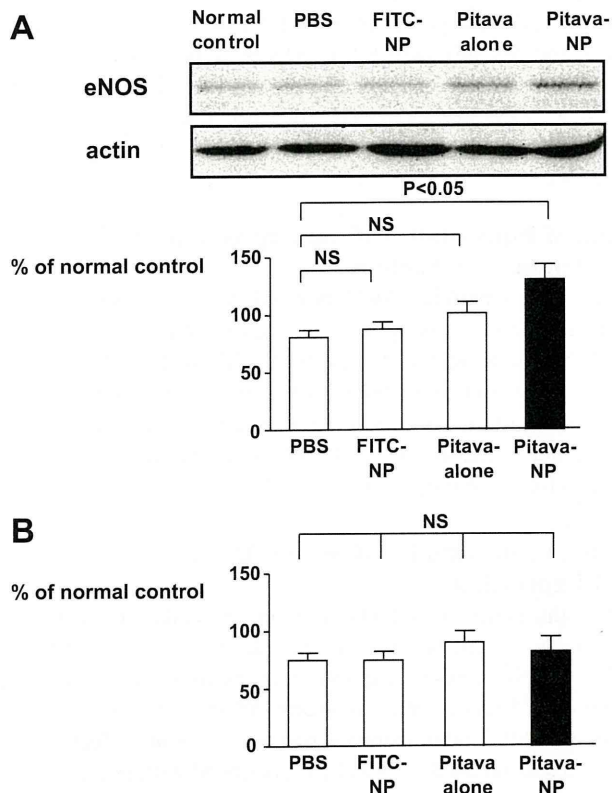 A
Normal control PBS FITC-NP Pitava alone Pitava-NP
eNOS
actin
P<0.05
NS
NS
% of normal control
150
100
50
0
PBS FITC-NP Pitava-alone Pitava-NP
B
NS
% of normal control
150
100
50
0
PBS FITC-NP Pitava alone Pitava-NP